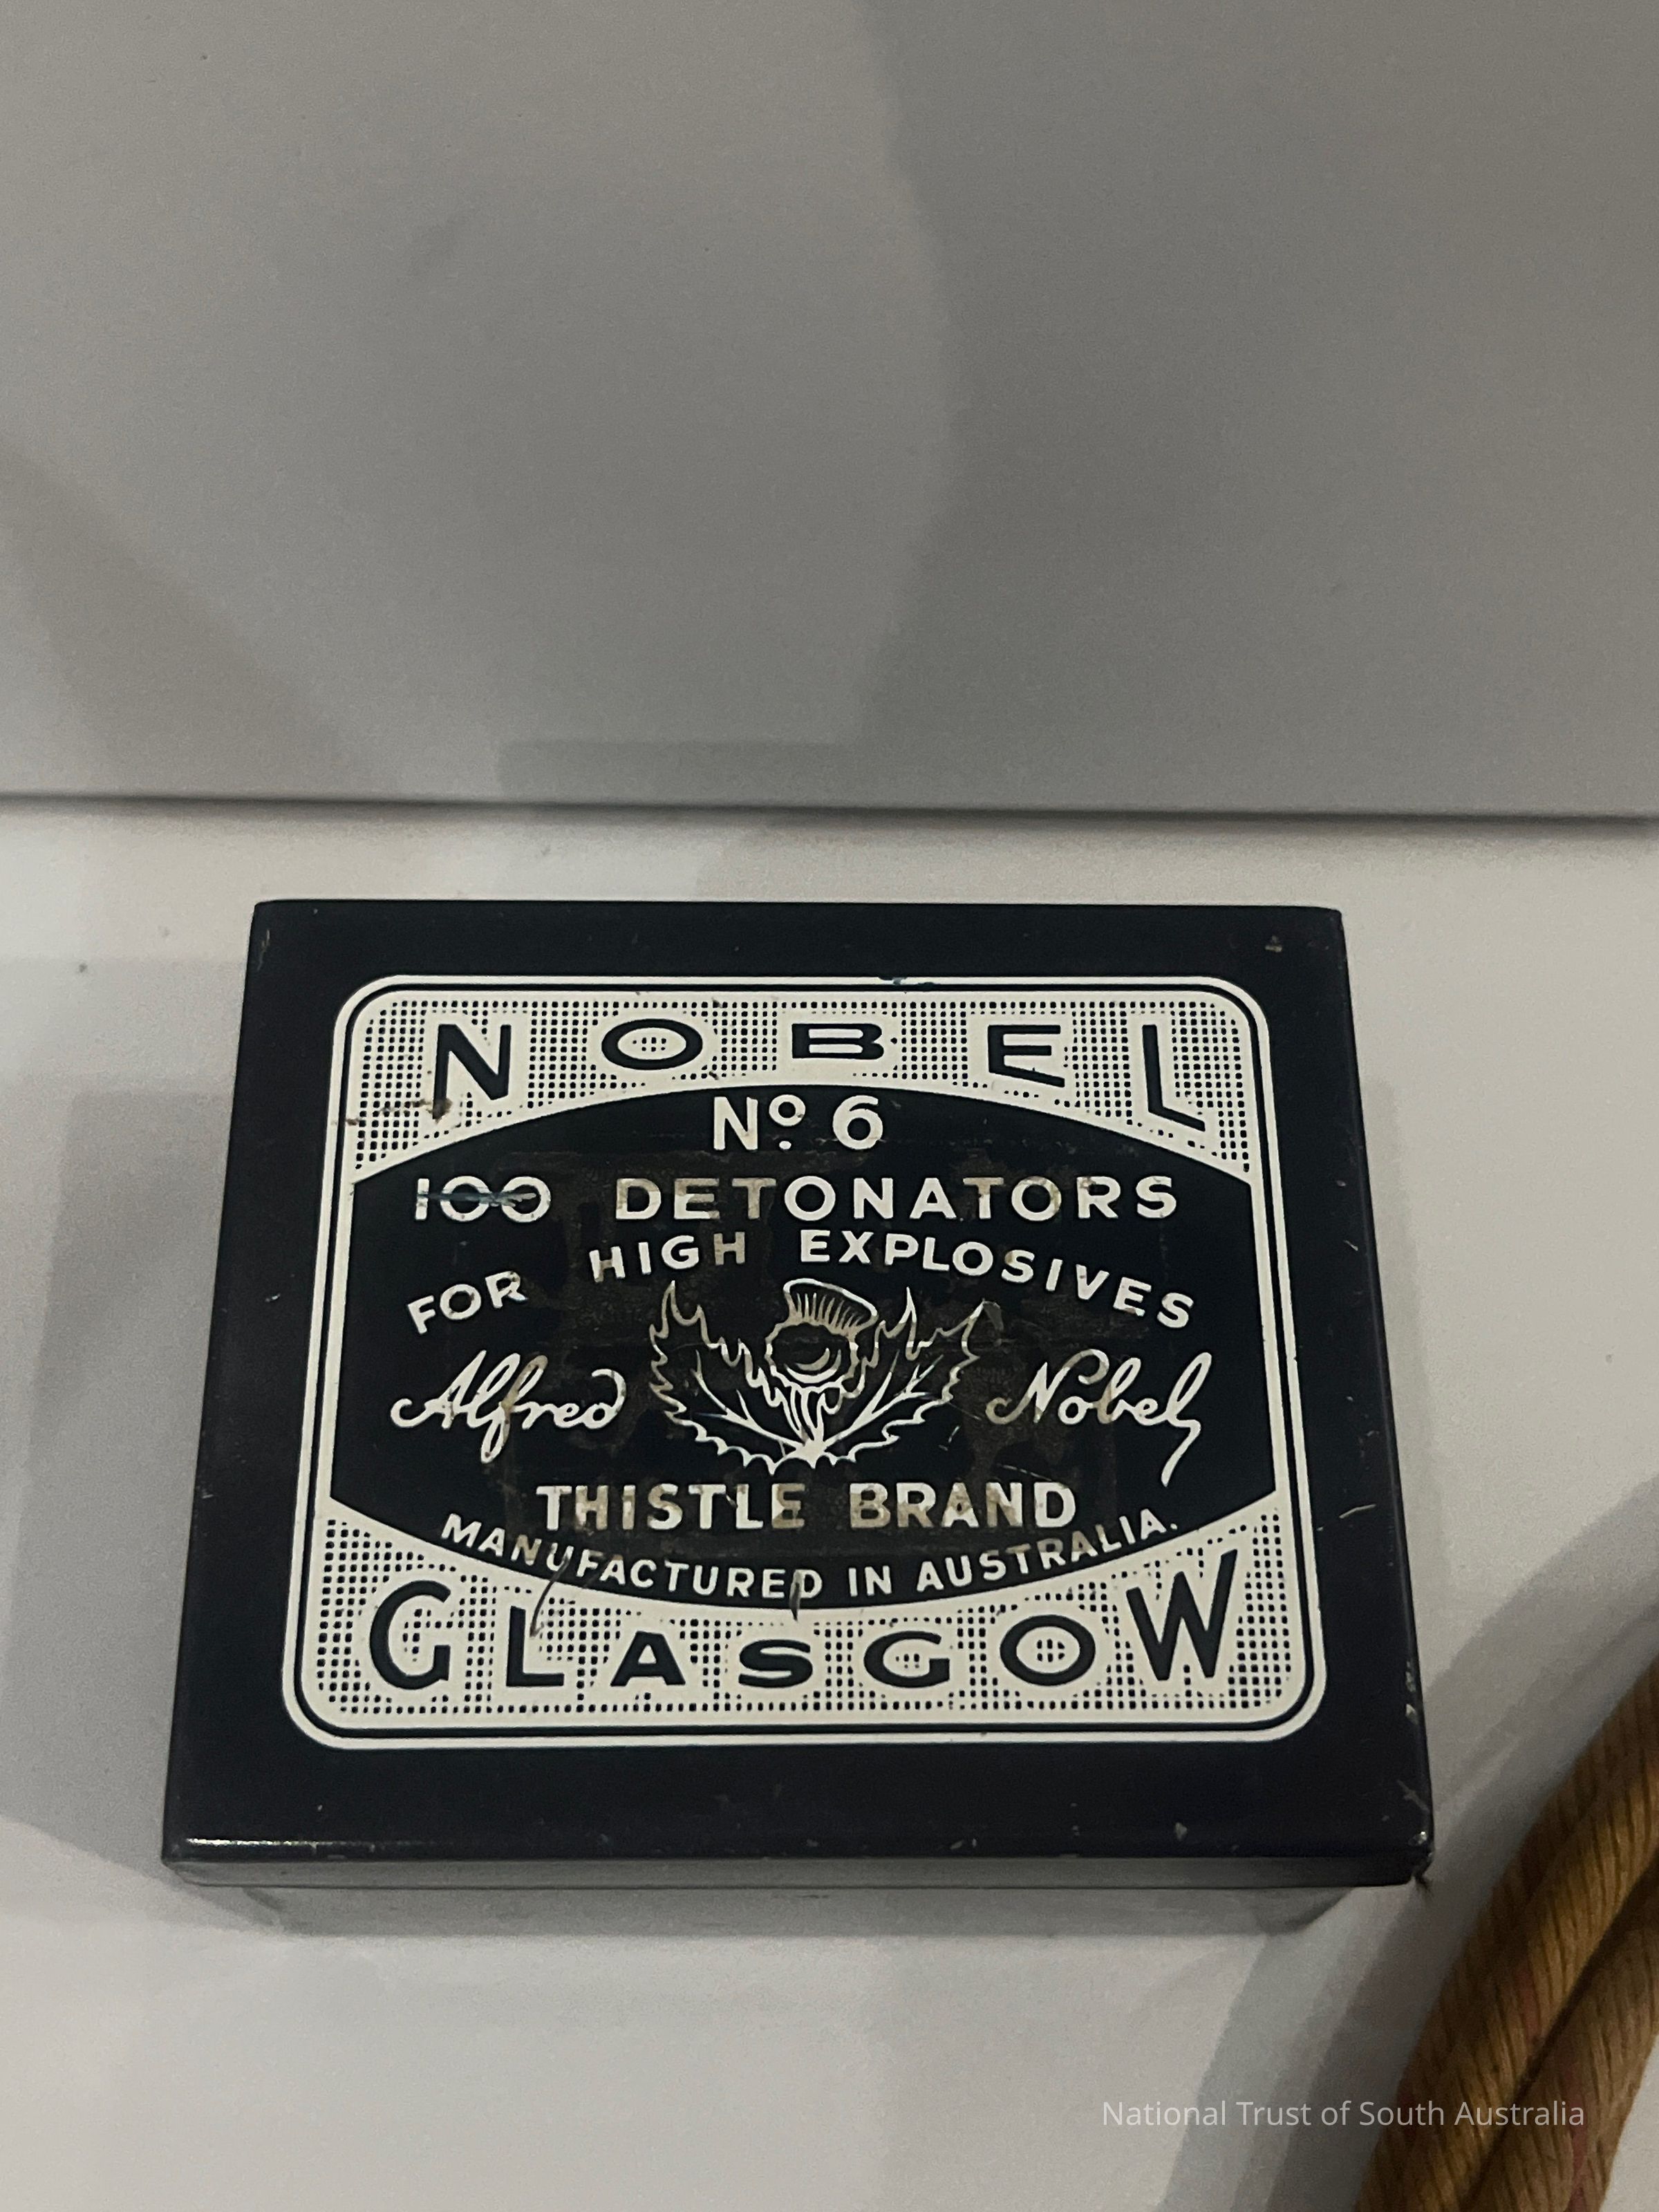 NOBEL
Nº 6
100 DETONATORS
FOR HIGH EXPLOSIVES
Alfred Nobel
THISTLE BRAND
MANUFACTURED IN AUSTRALIA.
GLASGOW
National Trust of South Australia